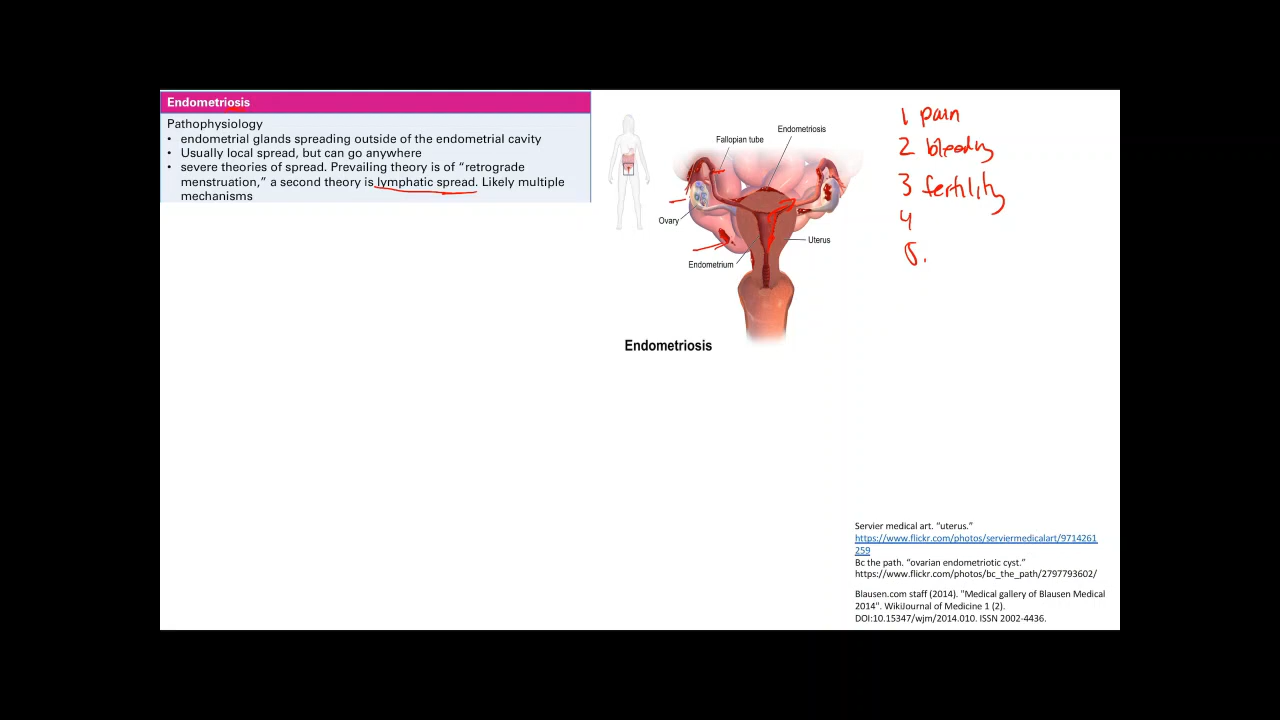 Endometriosis
Pathophysiology
• endometrial glands spreading outside of the endometrial cavity
• Usually local spread, but can go anywhere
• severe theories of spread. Prevailing theory is of “retrograde
menstruation,” a second theory is lymphatic spread. Likely multiple
mechanisms
Endometriosis
Fallopian tube
Ovary
Uterus
Endometrium
Endometriosis
1 pain
2 bleeding
3 fertility
4
5.
Servier medical art. “uterus.”
https://www.flickr.com/photos/serviermedicalart/9714261
259
Bc the path. “ovarian endometriotic cyst.”
https://www.flickr.com/photos/bc_the_path/2797793602/
Blausen.com staff (2014). "Medical gallery of Blausen Medical
2014". WikiJournal of Medicine 1 (2).
DOI:10.15347/wjm/2014.010. ISSN 2002-4436.